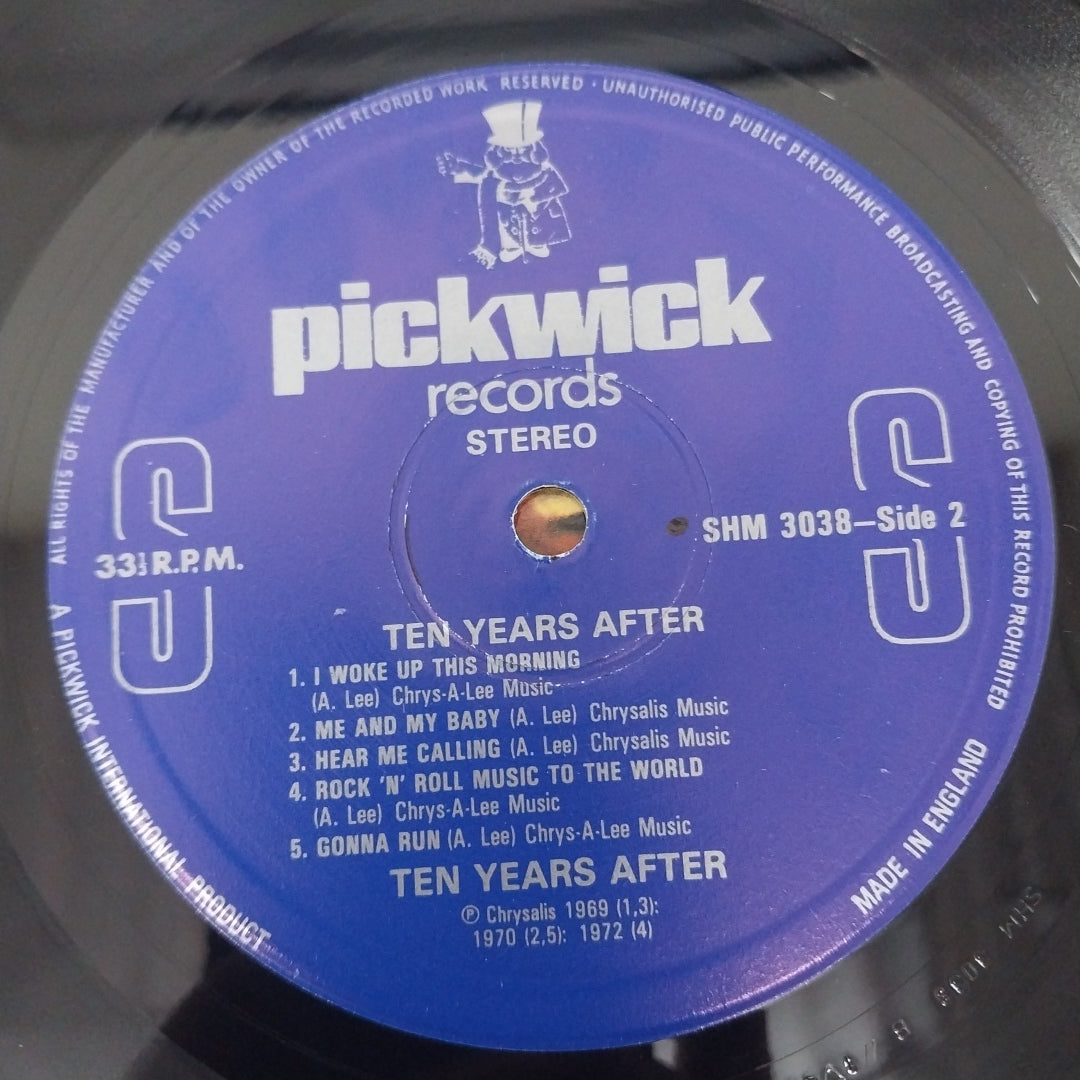 ALL RIGHTS OF THE MANUFACTURER AND OF THE OWNER OF THE RECORDED WORK RESERVED · UNAUTHORISED PUBLIC PERFORMANCE BROADCASTING AND COPYING OF THIS RECORD PROHIBITED
pickwick
records
STEREO
33⅓ R.P.M.
SHM 3038–Side 2
TEN YEARS AFTER
1. I WOKE UP THIS MORNING
(A. Lee) Chrys-A-Lee Music
2. ME AND MY BABY (A. Lee) Chrysalis Music
3. HEAR ME CALLING (A. Lee) Chrysalis Music
4. ROCK 'N' ROLL MUSIC TO THE WORLD
(A. Lee) Chrys-A-Lee Music
5. GONNA RUN (A. Lee) Chrys-A-Lee Music
TEN YEARS AFTER
Ⓟ Chrysalis 1969 (1,3):
1970 (2,5): 1972 (4)
A PICKWICK INTERNATIONAL PRODUCT
MADE IN ENGLAND
SHM 3038 B